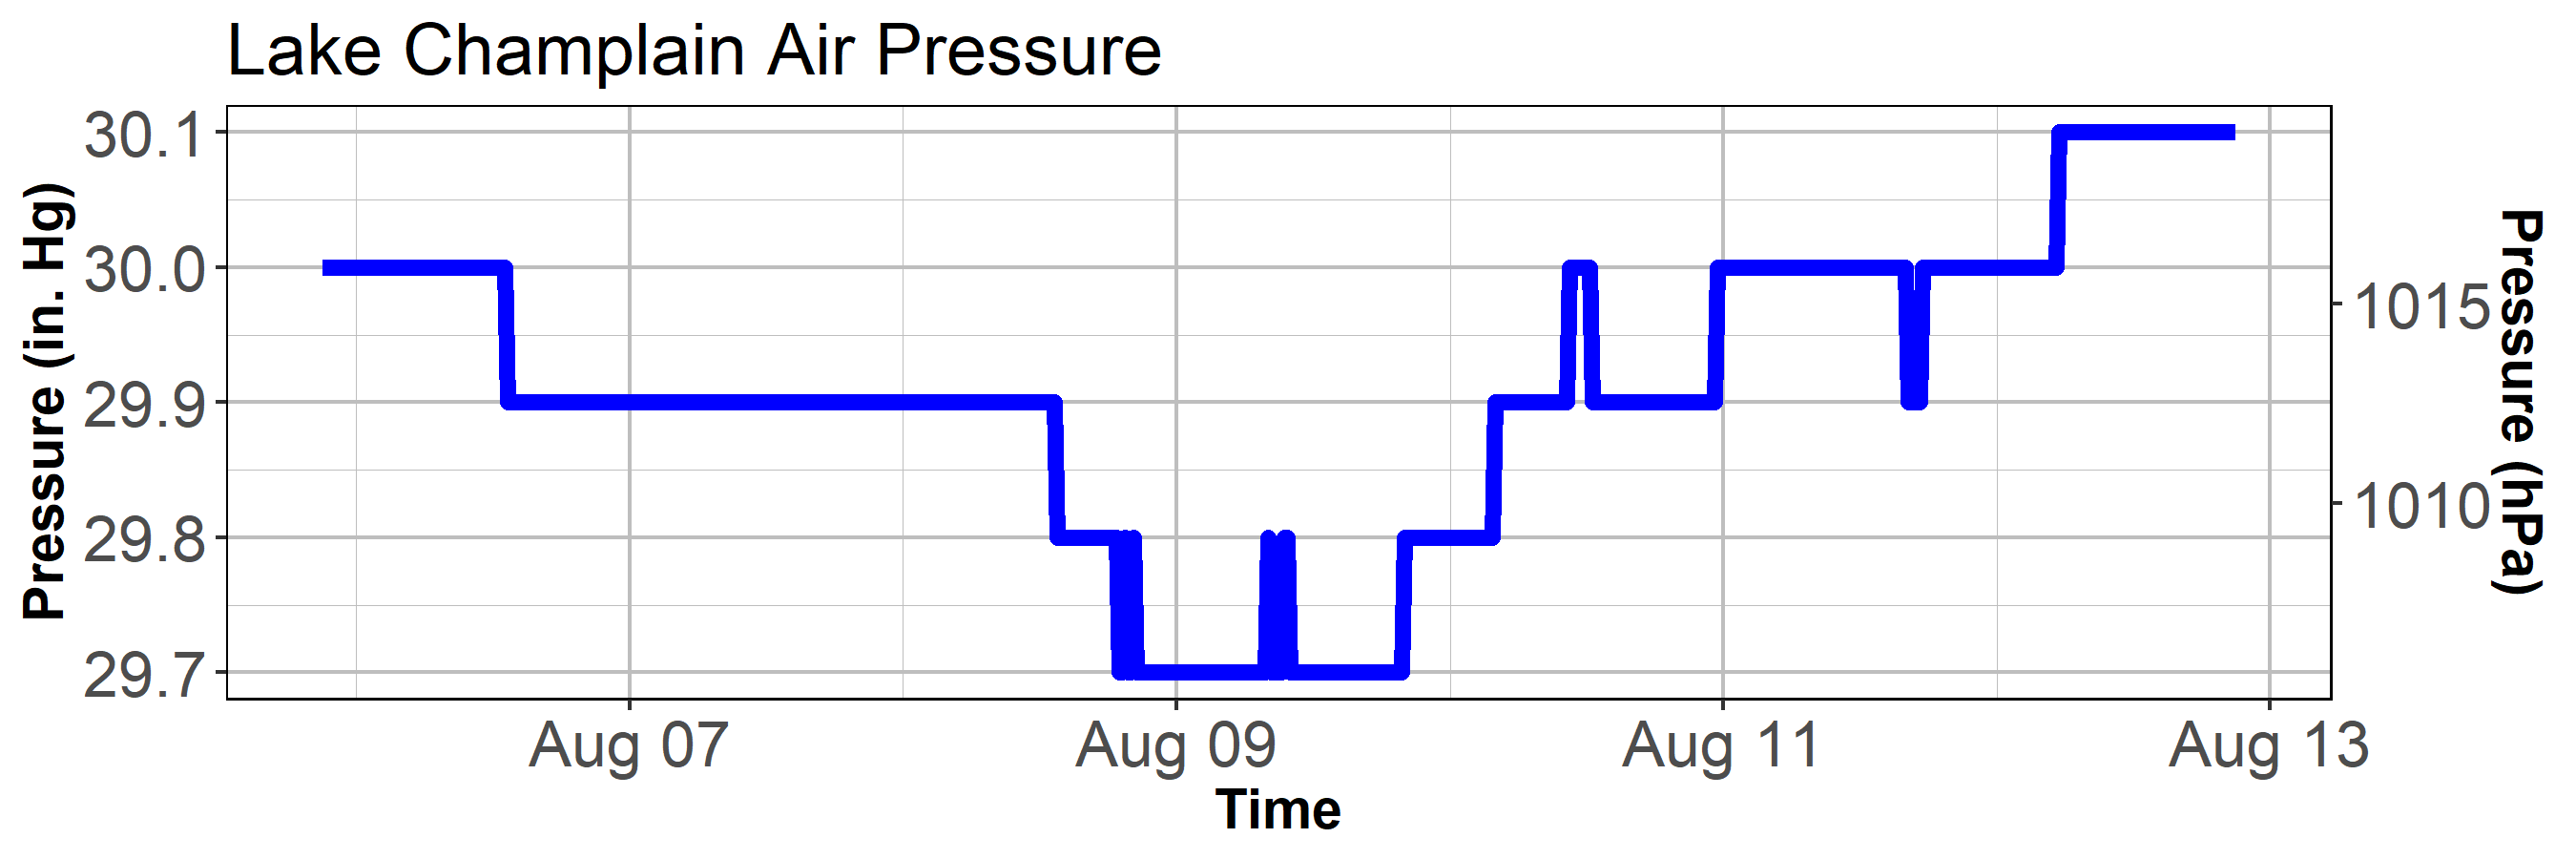 Lake Champlain Air Pressure
Pressure (in. Hg)
30.1
30.0
29.9
29.8
29.7
1015
1010
Pressure (hPa)
Aug 07
Aug 09
Aug 11
Aug 13
Time